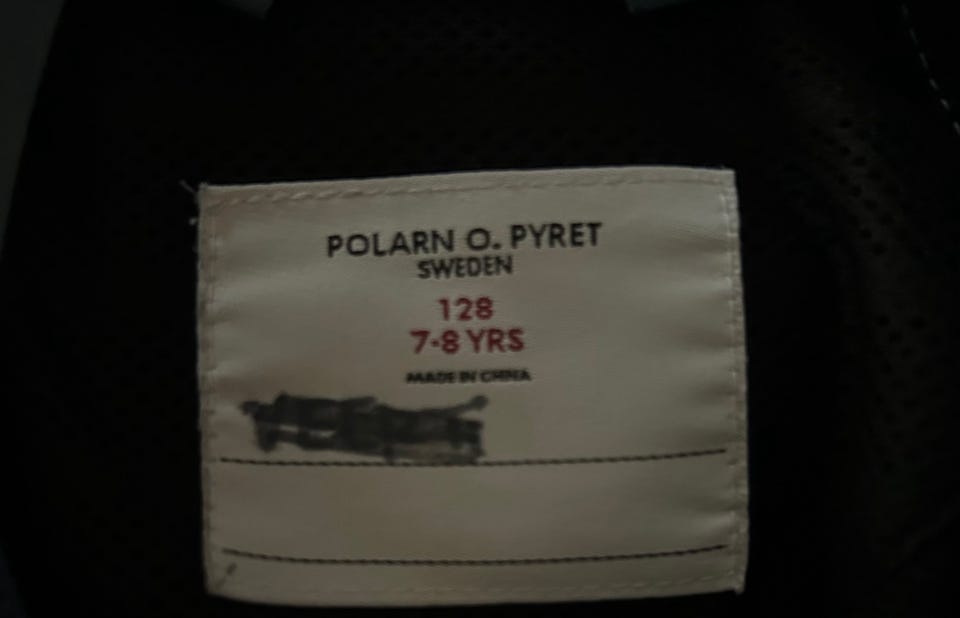 POLARN O. PYRET
SWEDEN
128
7-8 YRS
MADE IN CHINA